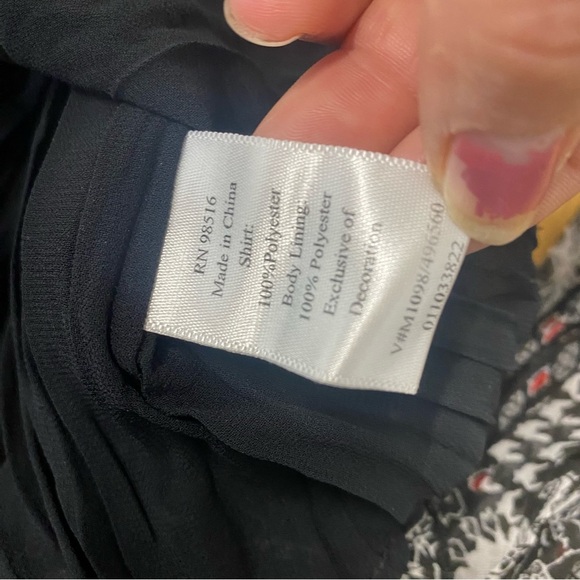 RN 98516
Made in China
Shirt:
100%Polyester
Body Lining:
100% Polyester
Exclusive of
Decoration
V#M1098/496560
011033822